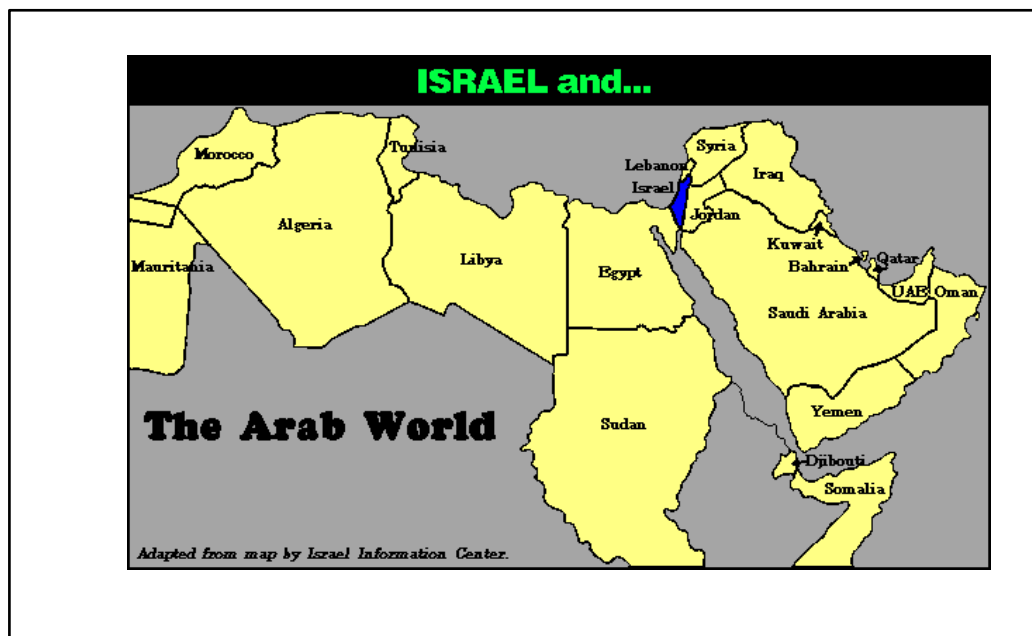 ISRAEL and...
Morocco
Tunisia
Algeria
Libya
Mauritania
Egypt
Sudan
Syria
Lebanon
Israel
Iraq
Jordan
Kuwait
Bahrain
Qatar
UAE
Oman
Saudi Arabia
Yemen
Djibouti
Somalia
The Arab World
Adapted from map by Israel Information Center.